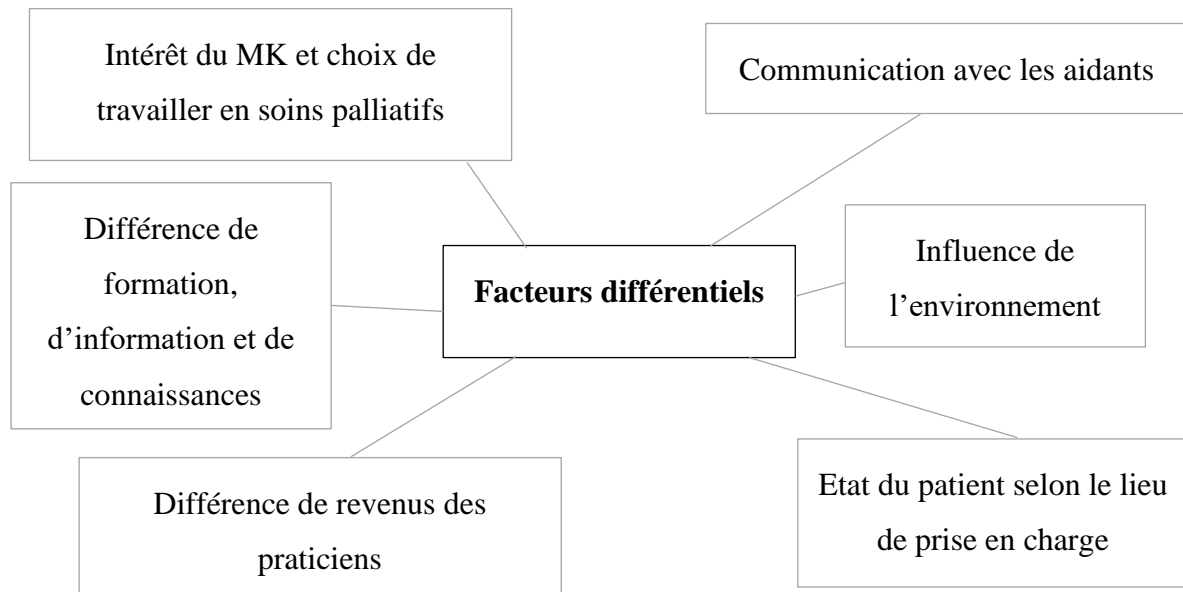 Intérêt du MK et choix de
travailler en soins palliatifs
Communication avec les aidants
Différence de
formation,
d’information et de
connaissances
Facteurs différentiels
Influence de
l’environnement
Différence de revenus des
praticiens
Etat du patient selon le lieu
de prise en charge